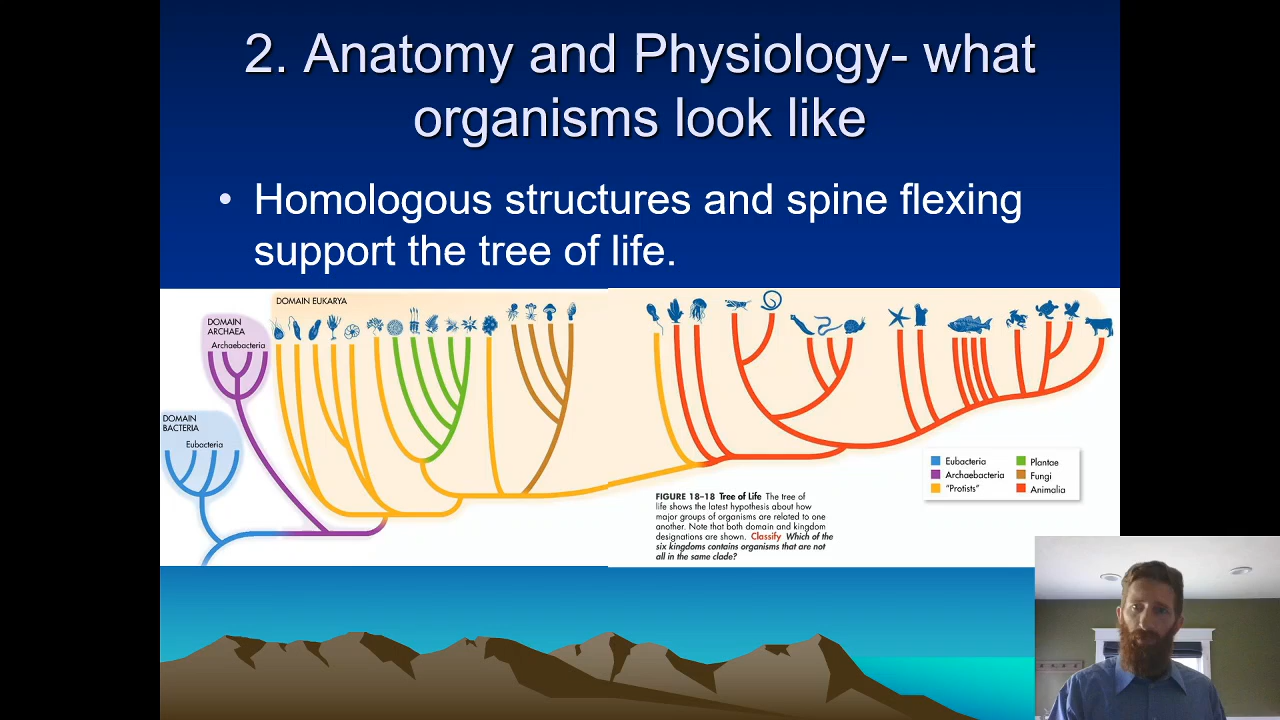 2. Anatomy and Physiology- what
organisms look like
• Homologous structures and spine flexing
support the tree of life.
DOMAIN EUKARYA
DOMAIN
ARCHAEA
Archaebacteria
DOMAIN
BACTERIA
Eubacteria
Eubacteria
Archaebacteria
"Protists"
Plantae
Fungi
Animalia
FIGURE 18–18 Tree of Life The tree of
life shows the latest hypothesis about how
major groups of organisms are related to one
another. Note that both domain and kingdom
designations are shown. Classify Which of the
six kingdoms contains organisms that are not
all in the same clade?